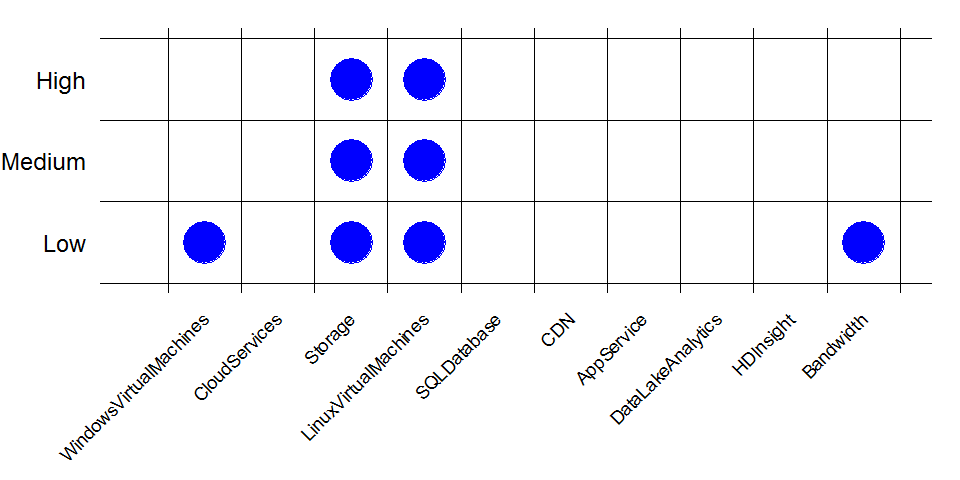 High
Medium
Low
WindowsVirtualMachines
CloudServices
Storage
LinuxVirtualMachines
SQLDatabase
CDN
AppService
DataLakeAnalytics
HDInsight
Bandwidth